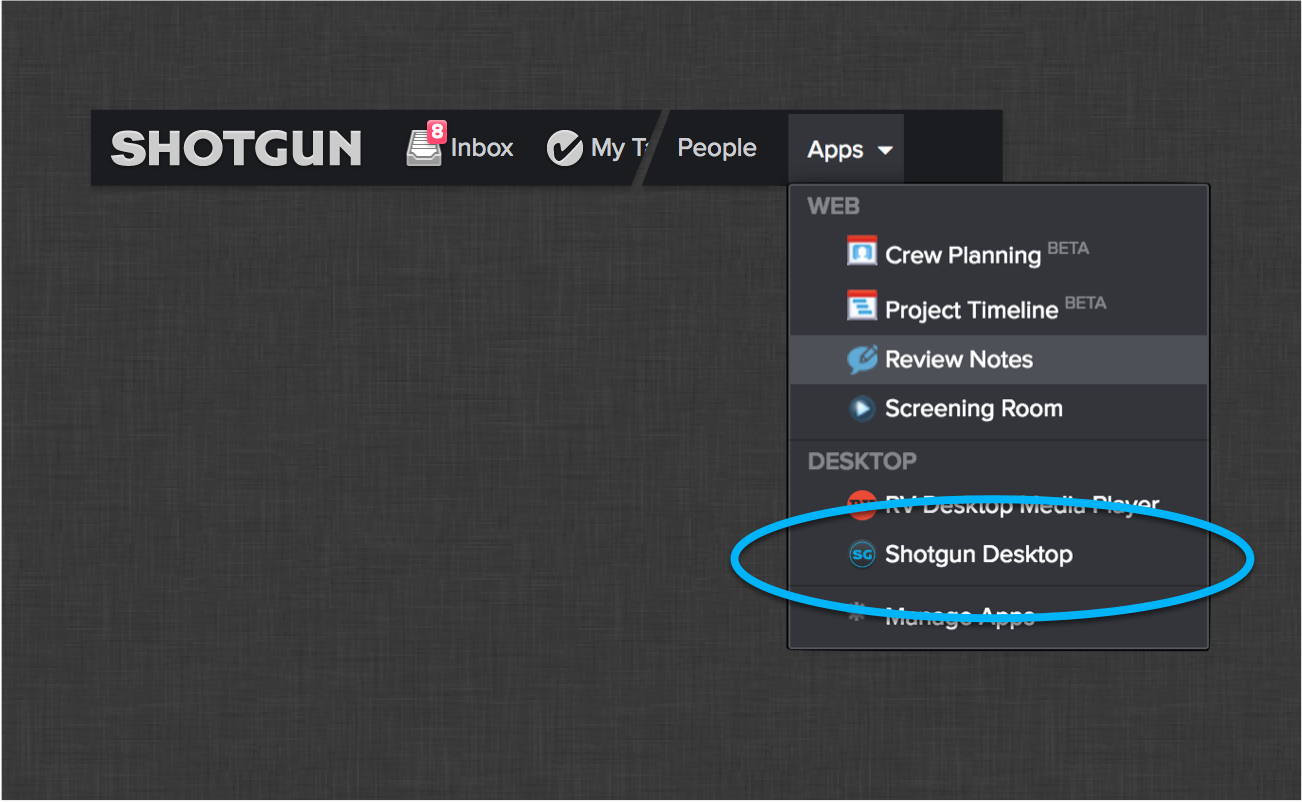 SHOTGUN 8 Inbox My Ta People Apps
WEB
Crew Planning BETA
Project Timeline BETA
Review Notes
Screening Room
DESKTOP
RV Desktop Media Player
SG Shotgun Desktop
Manage Apps